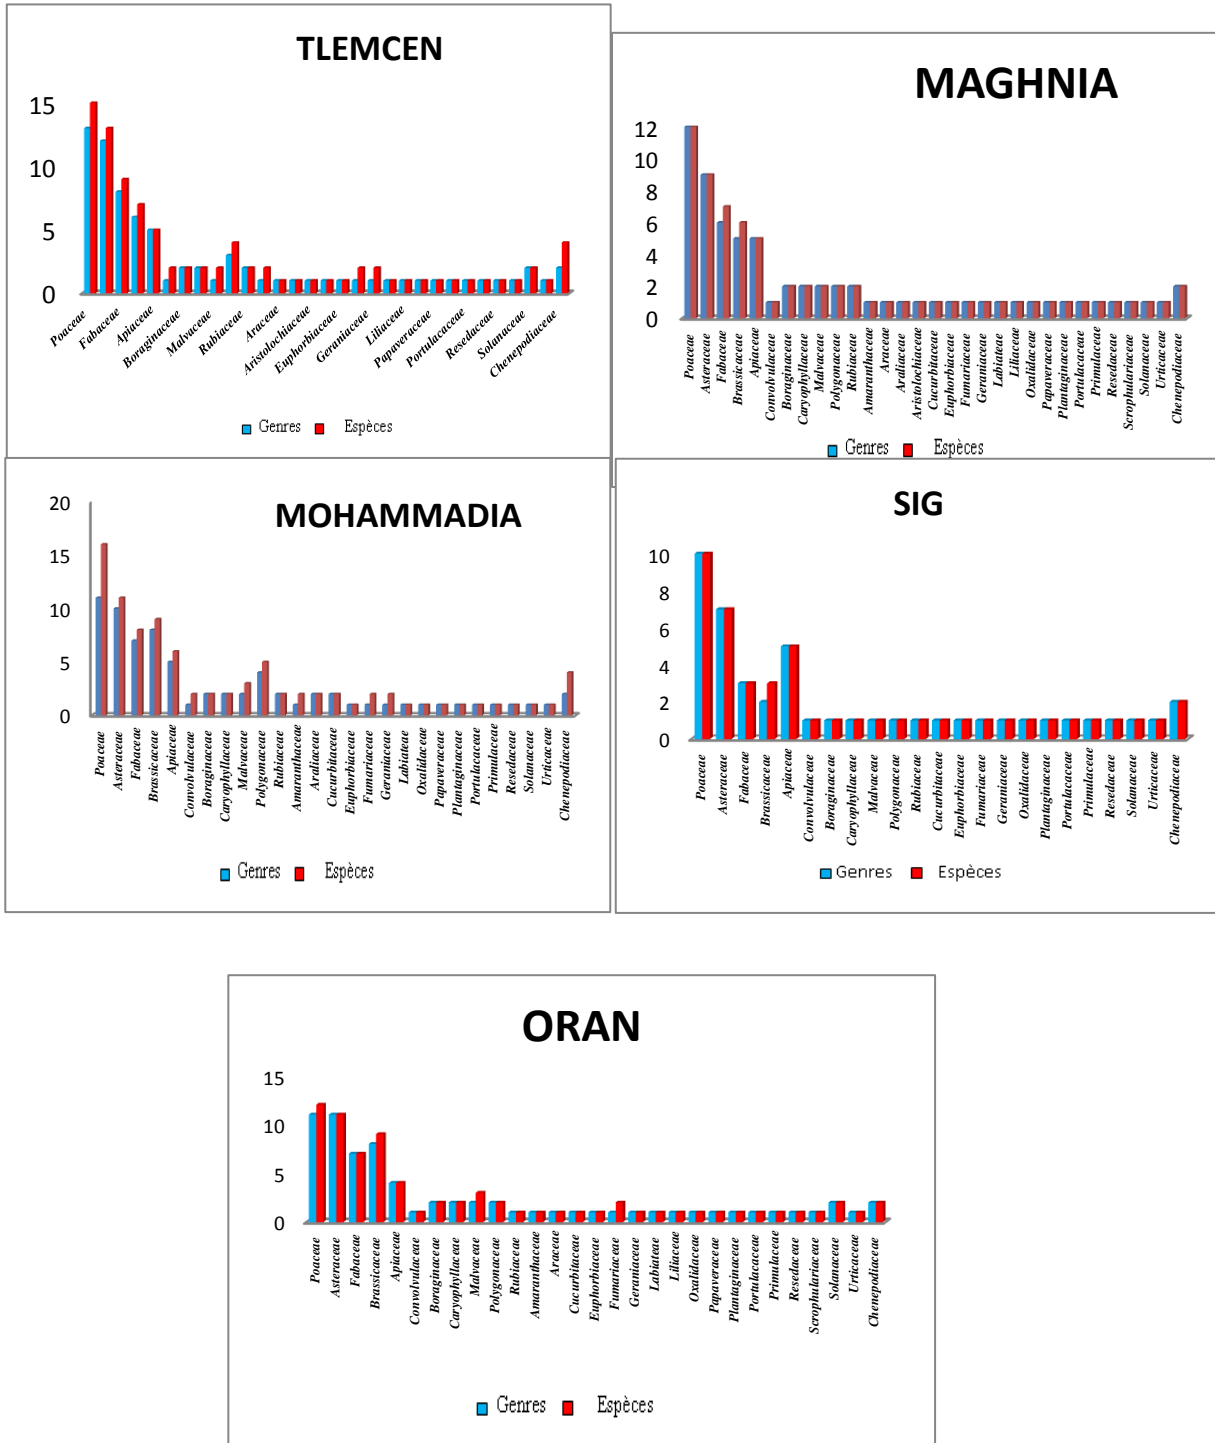 TLEMCEN
15
10
5
0
Poaceae
Fabaceae
Apiaceae
Boraginaceae
Malvaceae
Rubiaceae
Araceae
Aristolochiaceae
Euphorbiaceae
Geraniaceae
Liliaceae
Papaveraceae
Portulacaceae
Resedaceae
Solanaceae
Chenepodiaceae
Genres Espèces
MAGHNIA
12
10
8
6
4
2
0
Poaceae
Asteraceae
Fabaceae
Brassicaceae
Apiaceae
Convolvulaceae
Boraginaceae
Caryophyllaceae
Malvaceae
Polygonaceae
Rubiaceae
Amaranthaceae
Araceae
Araliaceae
Aristolochiaceae
Cucurbitaceae
Euphorbiaceae
Fumariaceae
Geraniaceae
Labiateae
Liliaceae
Oxalidaceae
Papaveraceae
Plantaginaceae
Portulacaceae
Primulaceae
Resedaceae
Scrophulariaceae
Solanaceae
Urticaceae
Chenepodiaceae
Genres Espèces
MOHAMMADIA
20
15
10
5
0
Poaceae
Asteraceae
Fabaceae
Brassicaceae
Apiaceae
Convolvulaceae
Boraginaceae
Caryophyllaceae
Malvaceae
Polygonaceae
Rubiaceae
Amaranthaceae
Araliaceae
Cucurbitaceae
Euphorbiaceae
Fumariaceae
Geraniaceae
Labiateae
Oxalidaceae
Papaveraceae
Plantaginaceae
Portulacaceae
Primulaceae
Resedaceae
Solanaceae
Urticaceae
Chenepodiaceae
Genres Espèces
SIG
10
8
6
4
2
0
Poaceae
Asteraceae
Fabaceae
Brassicaceae
Apiaceae
Convolvulaceae
Boraginaceae
Caryophyllaceae
Malvaceae
Polygonaceae
Rubiaceae
Cucurbitaceae
Euphorbiaceae
Fumariaceae
Geraniaceae
Oxalidaceae
Plantaginaceae
Portulacaceae
Primulaceae
Resedaceae
Solanaceae
Urticaceae
Chenepodiaceae
Genres Espèces
ORAN
15
10
5
0
Poaceae
Asteraceae
Fabaceae
Brassicaceae
Apiaceae
Convolvulaceae
Boraginaceae
Caryophyllaceae
Malvaceae
Polygonaceae
Rubiaceae
Amaranthaceae
Araceae
Cucurbitaceae
Euphorbiaceae
Fumariaceae
Geraniaceae
Labiateae
Liliaceae
Oxalidaceae
Papaveraceae
Plantaginaceae
Portulacaceae
Primulaceae
Resedaceae
Scrophulariaceae
Solanaceae
Urticaceae
Chenepodiaceae
Genres Espèces